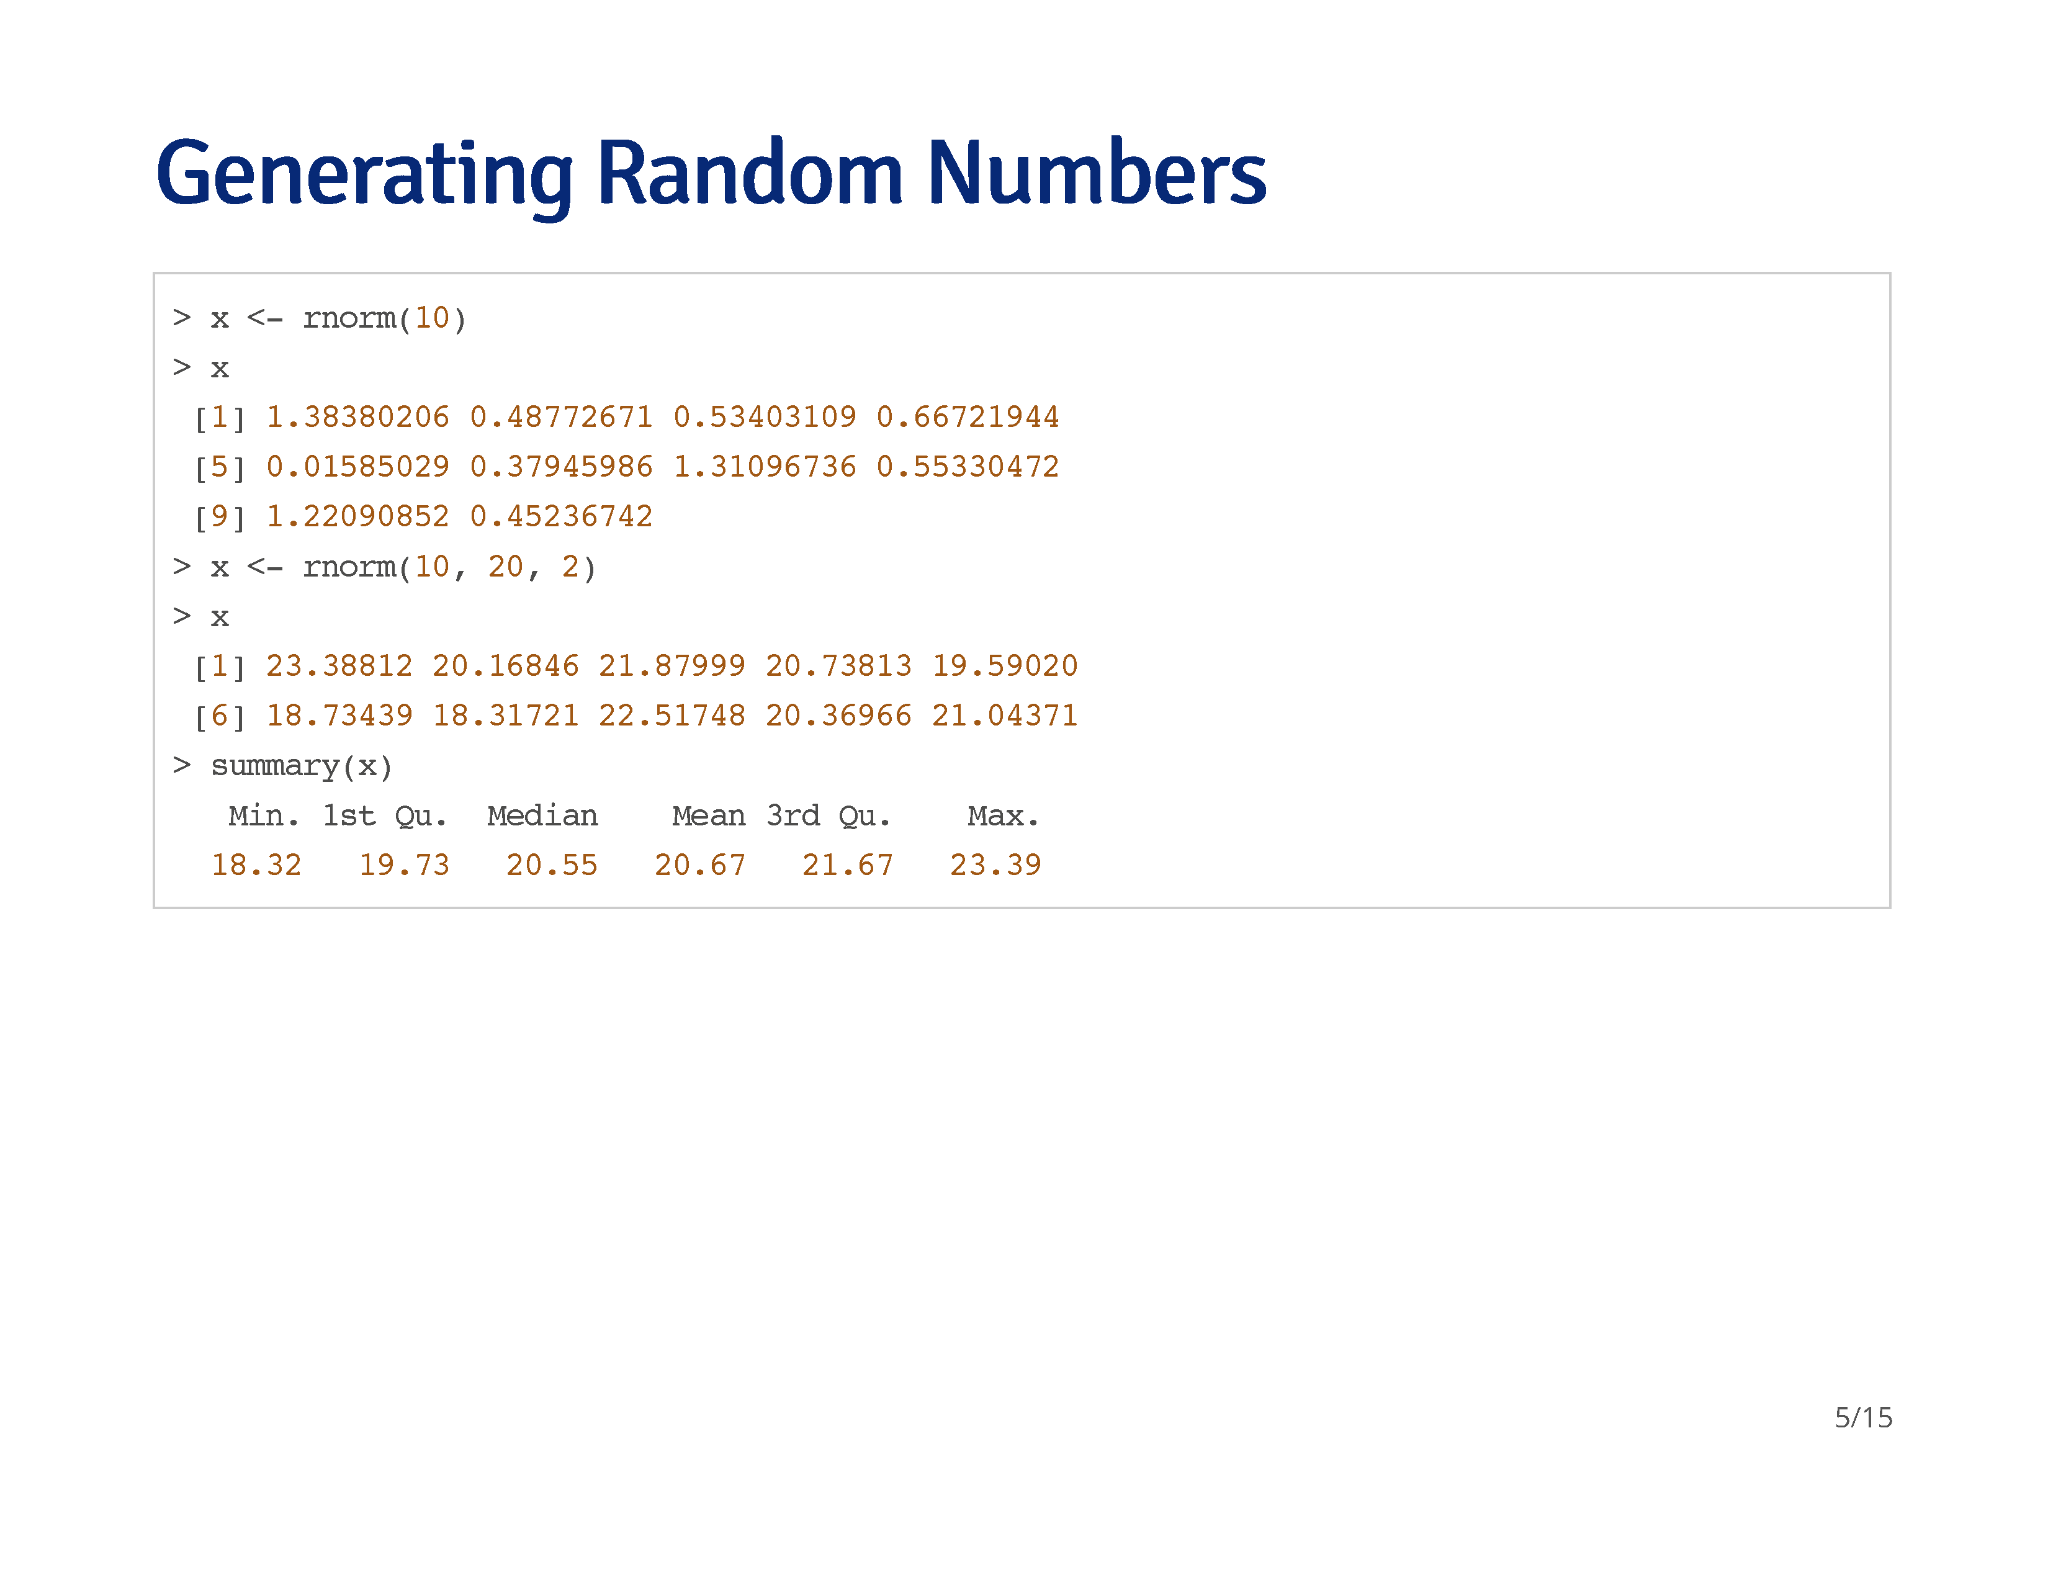 Generating Random Numbers
> x <- rnorm(10)
> x
 [1] 1.38380206 0.48772671 0.53403109 0.66721944
 [5] 0.01585029 0.37945986 1.31096736 0.55330472
 [9] 1.22090852 0.45236742
> x <- rnorm(10, 20, 2)
> x
 [1] 23.38812 20.16846 21.87999 20.73813 19.59020
 [6] 18.73439 18.31721 22.51748 20.36966 21.04371
> summary(x)
   Min. 1st Qu.  Median    Mean 3rd Qu.    Max.
  18.32   19.73   20.55   20.67   21.67   23.39
5/15